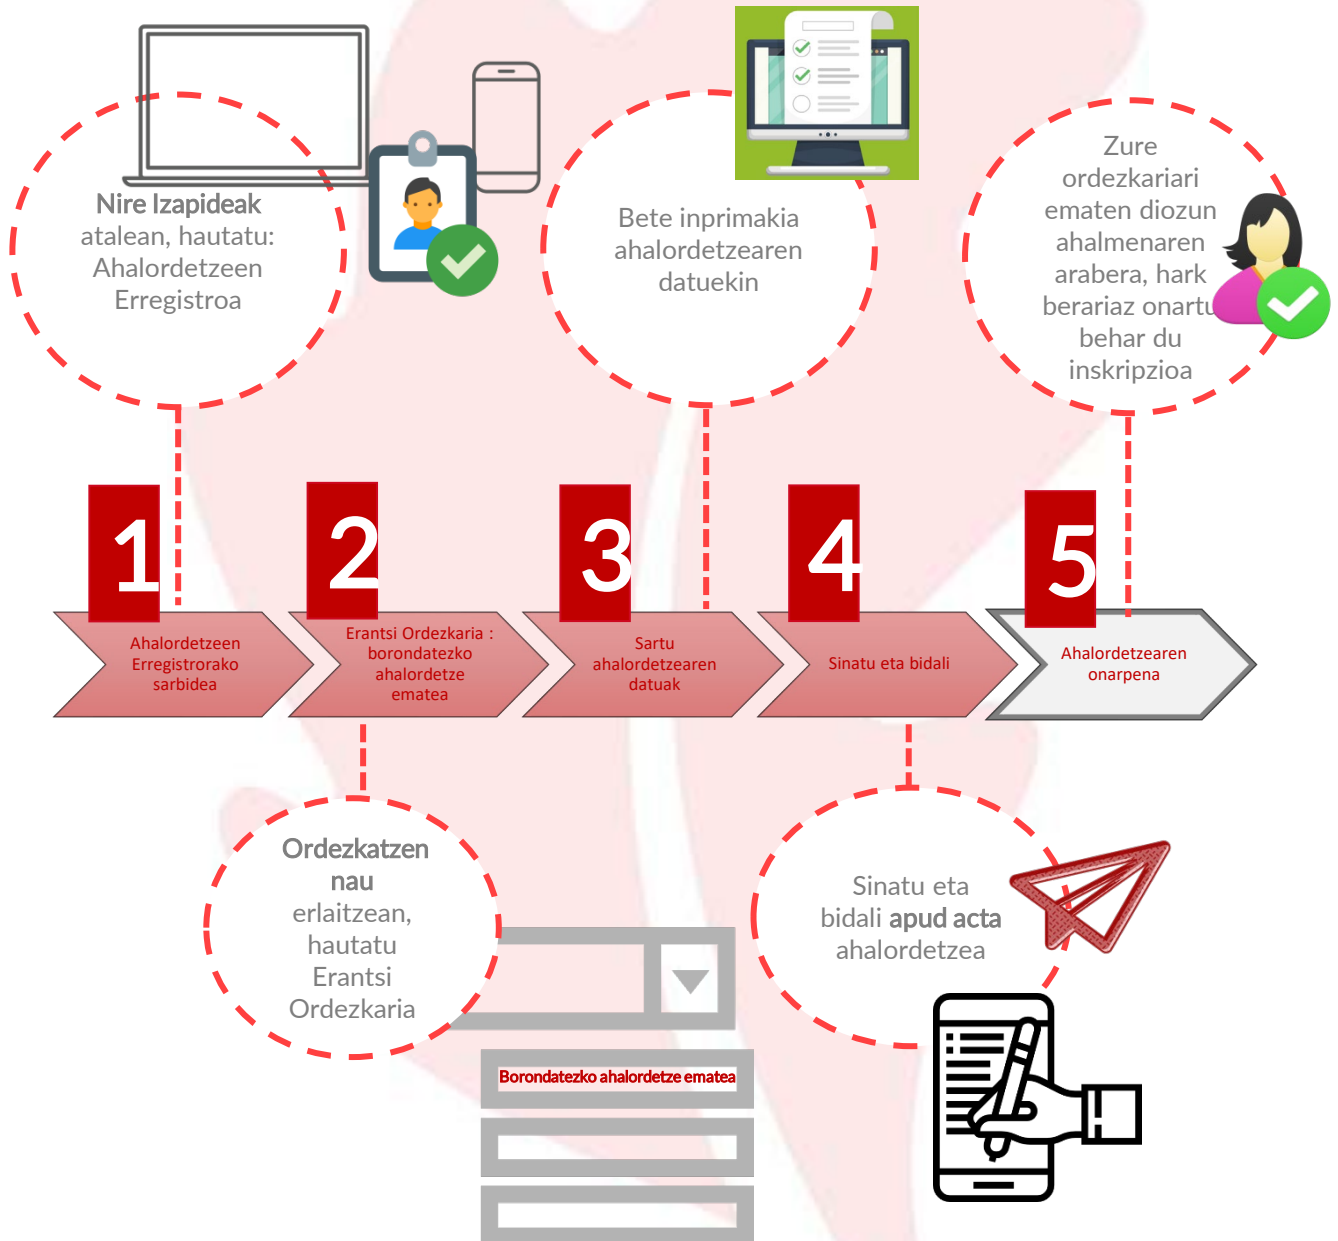 Nire Izapideak
atalean, hautatu:
Ahalordetzeen
Erregistroa
Bete inprimakia
ahalordetzearen
datuekin
Zure
ordezkariari
ematen diozun
ahalmenaren
arabera, hark
berariaz onartu
behar du
inskripzioa
1
2
3
4
5
Ahalordetzeen
Erregistrorako
sarbidea
Erantsi Ordezkaria :
borondatezko
ahalordetze
ematea
Sartu
ahalordetzearen
datuak
Sinatu eta bidali
Ahalordetzearen
onarpena
Ordezkatzen
nau
erlaitzean,
hautatu
Erantsi
Ordezkaria
Borondatezko ahalordetze ematea
Sinatu eta
bidali apud acta
ahalordetzea